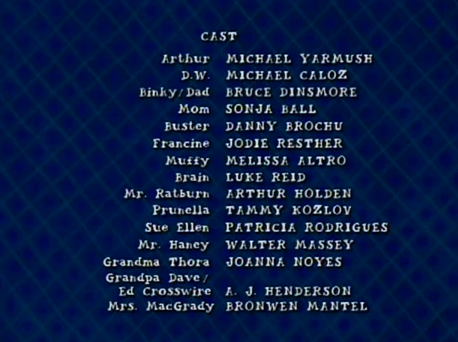 CAST
Arthur MICHAEL YARMUSH
D.W. MICHAEL CALOZ
Binky/Dad BRUCE DINSMORE
Mom SONJA BALL
Buster DANNY BROCHU
Francine JODIE RESTHER
Muffy MELISSA ALTRO
Brain LUKE REID
Mr. Ratburn ARTHUR HOLDEN
Prunella TAMMY KOZLOV
Sue Ellen PATRICIA RODRIGUES
Mr. Haney WALTER MASSEY
Grandma Thora JOANNA NOYES
Grandpa Dave/
Ed Crosswire A. J. HENDERSON
Mrs. MacGrady BRONWEN MANTEL